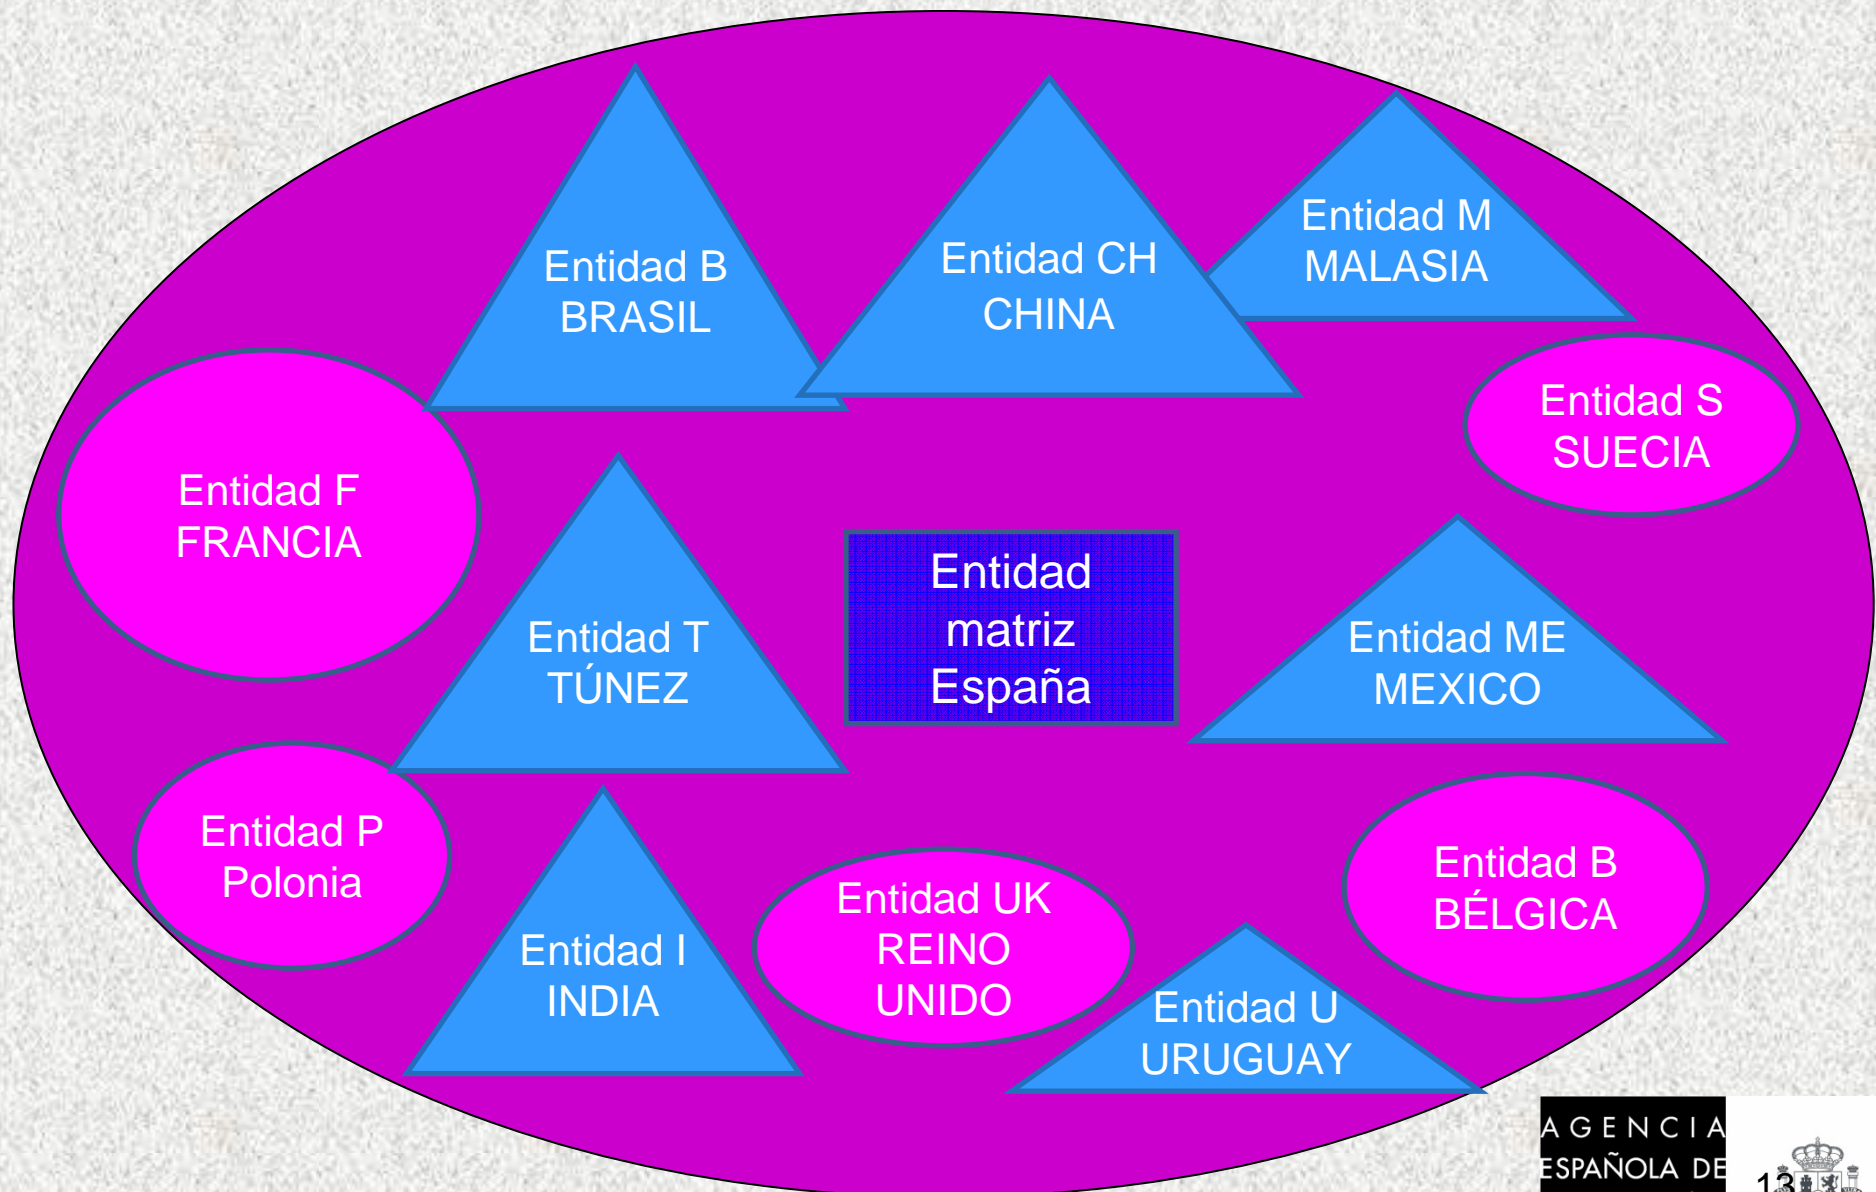 Entidad B
BRASIL
Entidad CH
CHINA
Entidad M
MALASIA
Entidad S
SUECIA
Entidad F
FRANCIA
Entidad T
TÚNEZ
Entidad
matriz
España
Entidad ME
MEXICO
Entidad P
Polonia
Entidad I
INDIA
Entidad UK
REINO
UNIDO
Entidad U
URUGUAY
Entidad B
BÉLGICA
AGENCIA
ESPAÑOLA DE
13